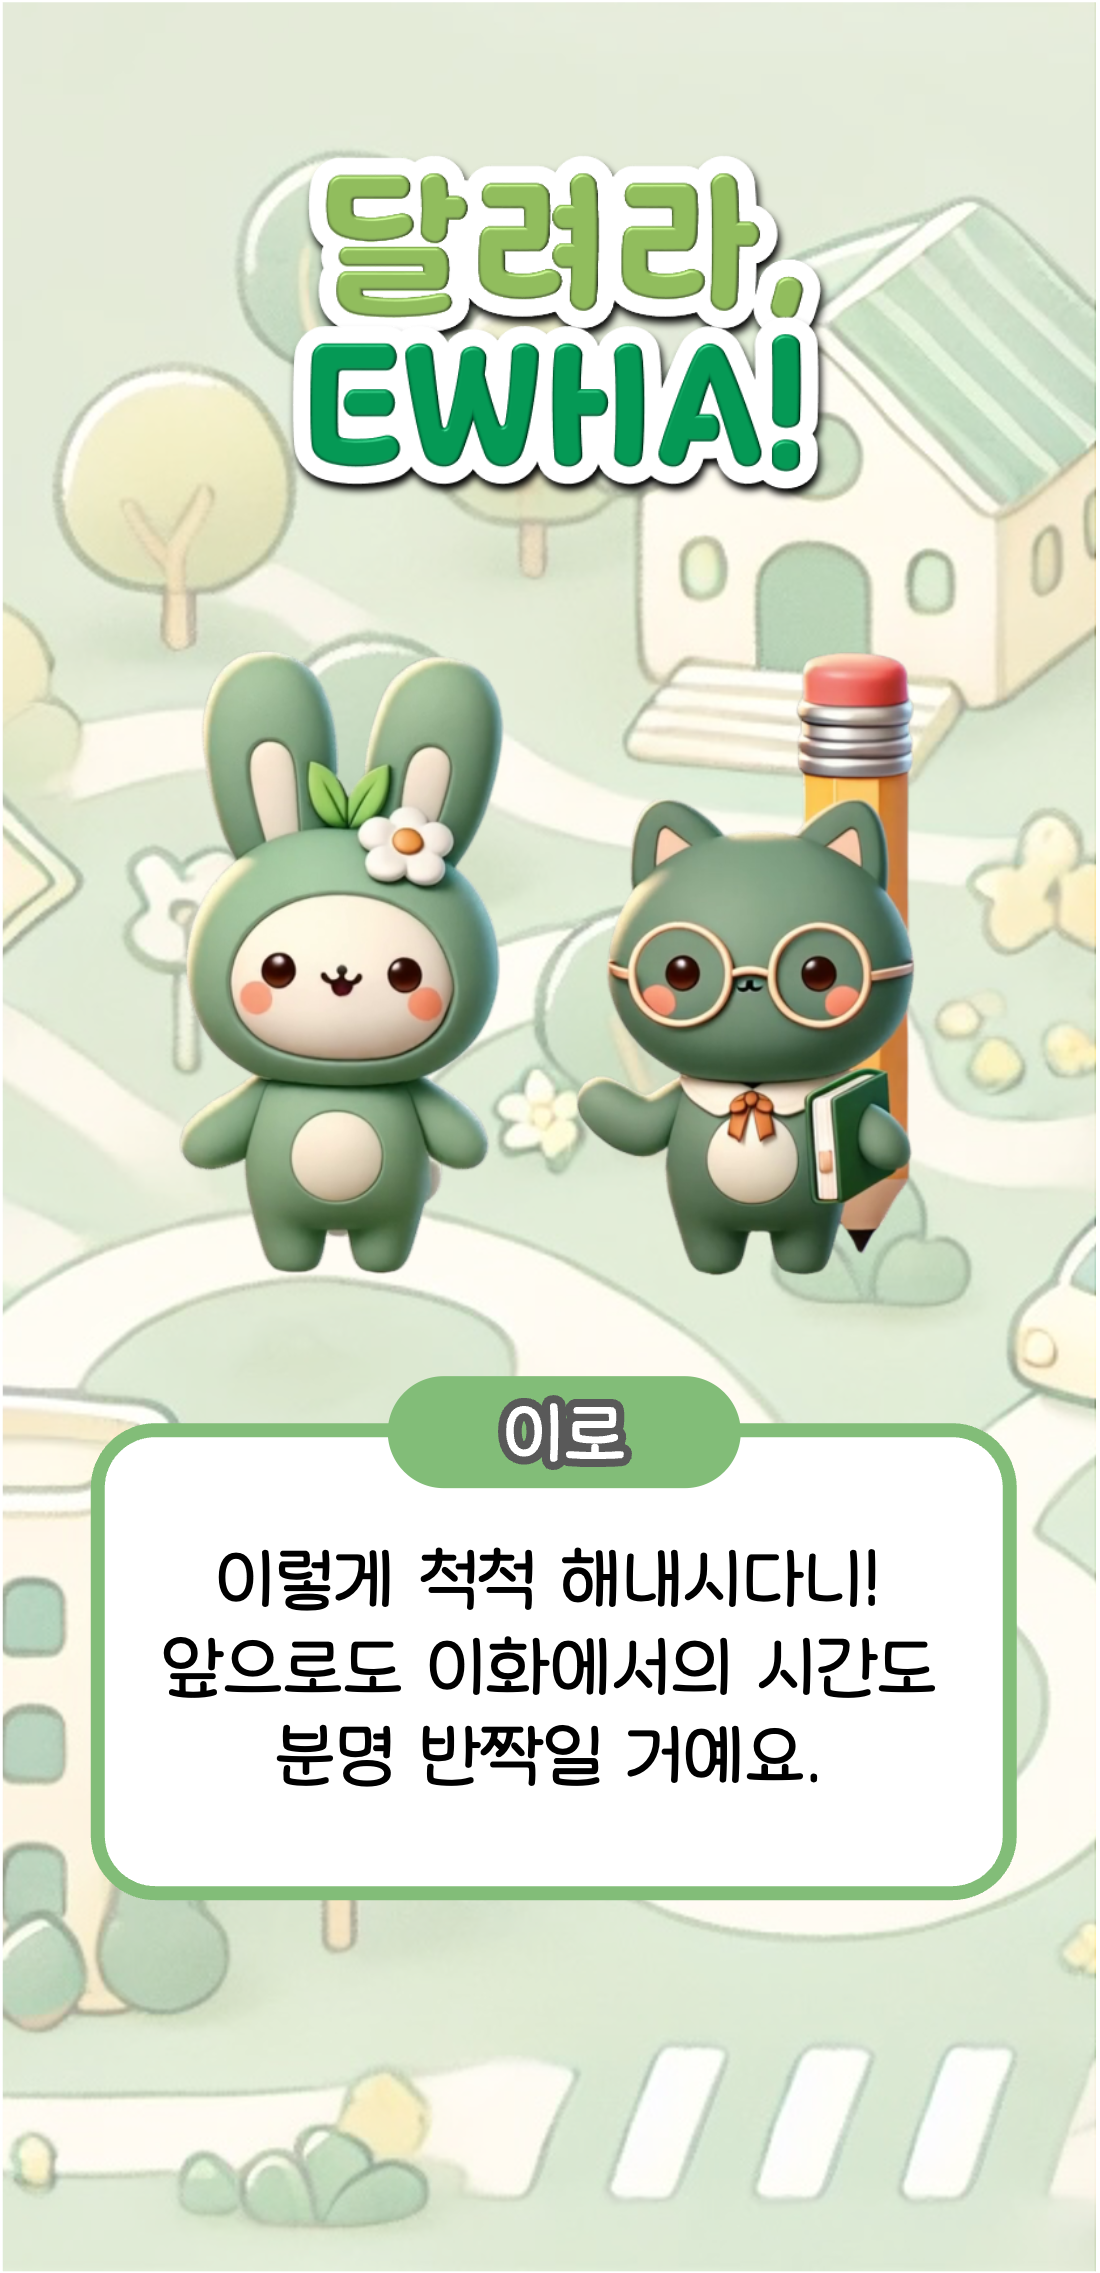 달려라,
EWHA!
이로
이렇게 척척 해내시다니!
앞으로도 이화에서의 시간도
분명 반짝일 거예요.